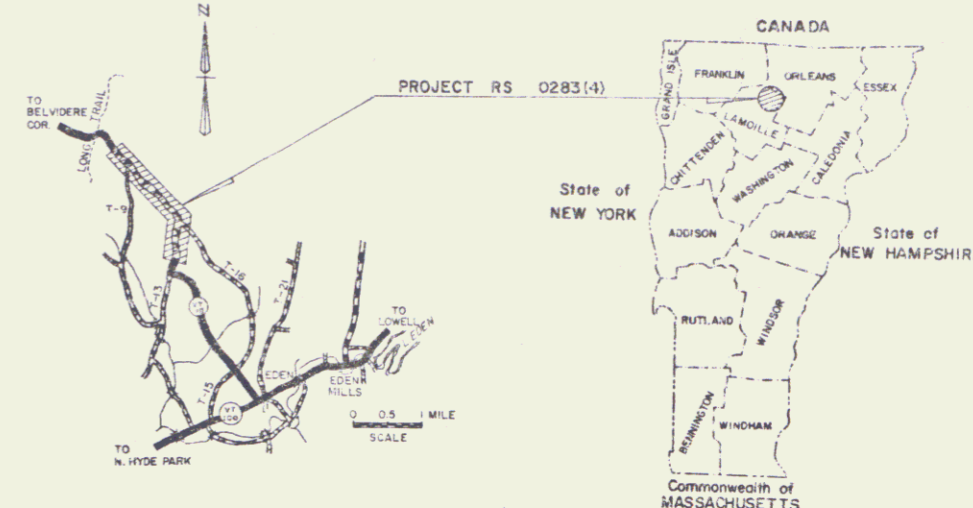 CANADA
GRAND ISLE
FRANKLIN
ORLEANS
ESSEX
PROJECT RS 0283(4)
TO
BELVIDERE
COR.
LONG TRAIL
LAMOILLE
CHITTENDEN
WASHINGTON
CALEDONIA
State of
NEW YORK
T-9
ADDISON
ORANGE
State of
NEW HAMPSHIR
T-13
T-16
T-21
TO
LOWELL
EDEN
RUTLAND
WINDSOR
EDEN
EDEN
MILLS
T-15
VT
0 0.5 1 MILE
SCALE
BENNINGTON
WINDHAM
TO
N. HYDE PARK
Commonwealth of
MASSACHUSETTS